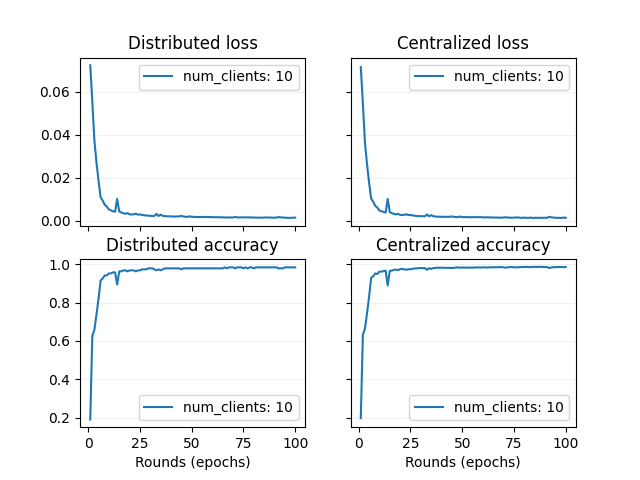 Distributed loss
Centralized loss
num_clients: 10
num_clients: 10
0.06
0.04
0.02
0.00
Distributed accuracy
Centralized accuracy
1.0
0.8
0.6
0.4
0.2
num_clients: 10
num_clients: 10
0 25 50 75 100
0 25 50 75 100
Rounds (epochs)
Rounds (epochs)